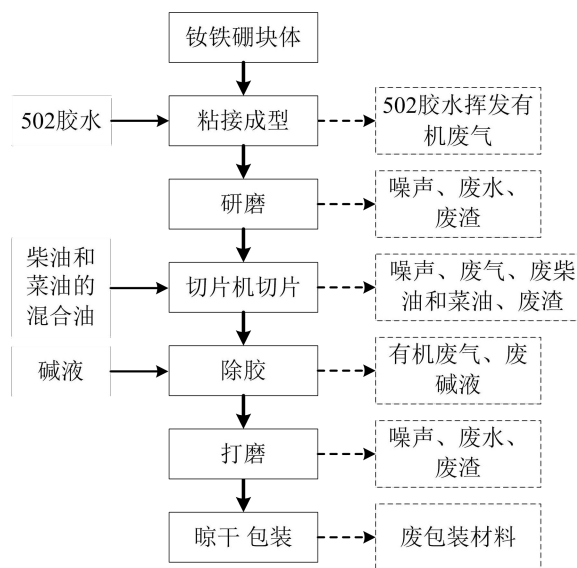 钕铁硼块体
502胶水
粘接成型
502胶水挥发有
机废气
研磨
噪声、废水、
废渣
柴油和
菜油的
混合油
切片机切片
噪声、废气、废柴
油和菜油、废渣
碱液
除胶
有机废气、废
碱液
打磨
噪声、废水、
废渣
晾干 包装
废包装材料